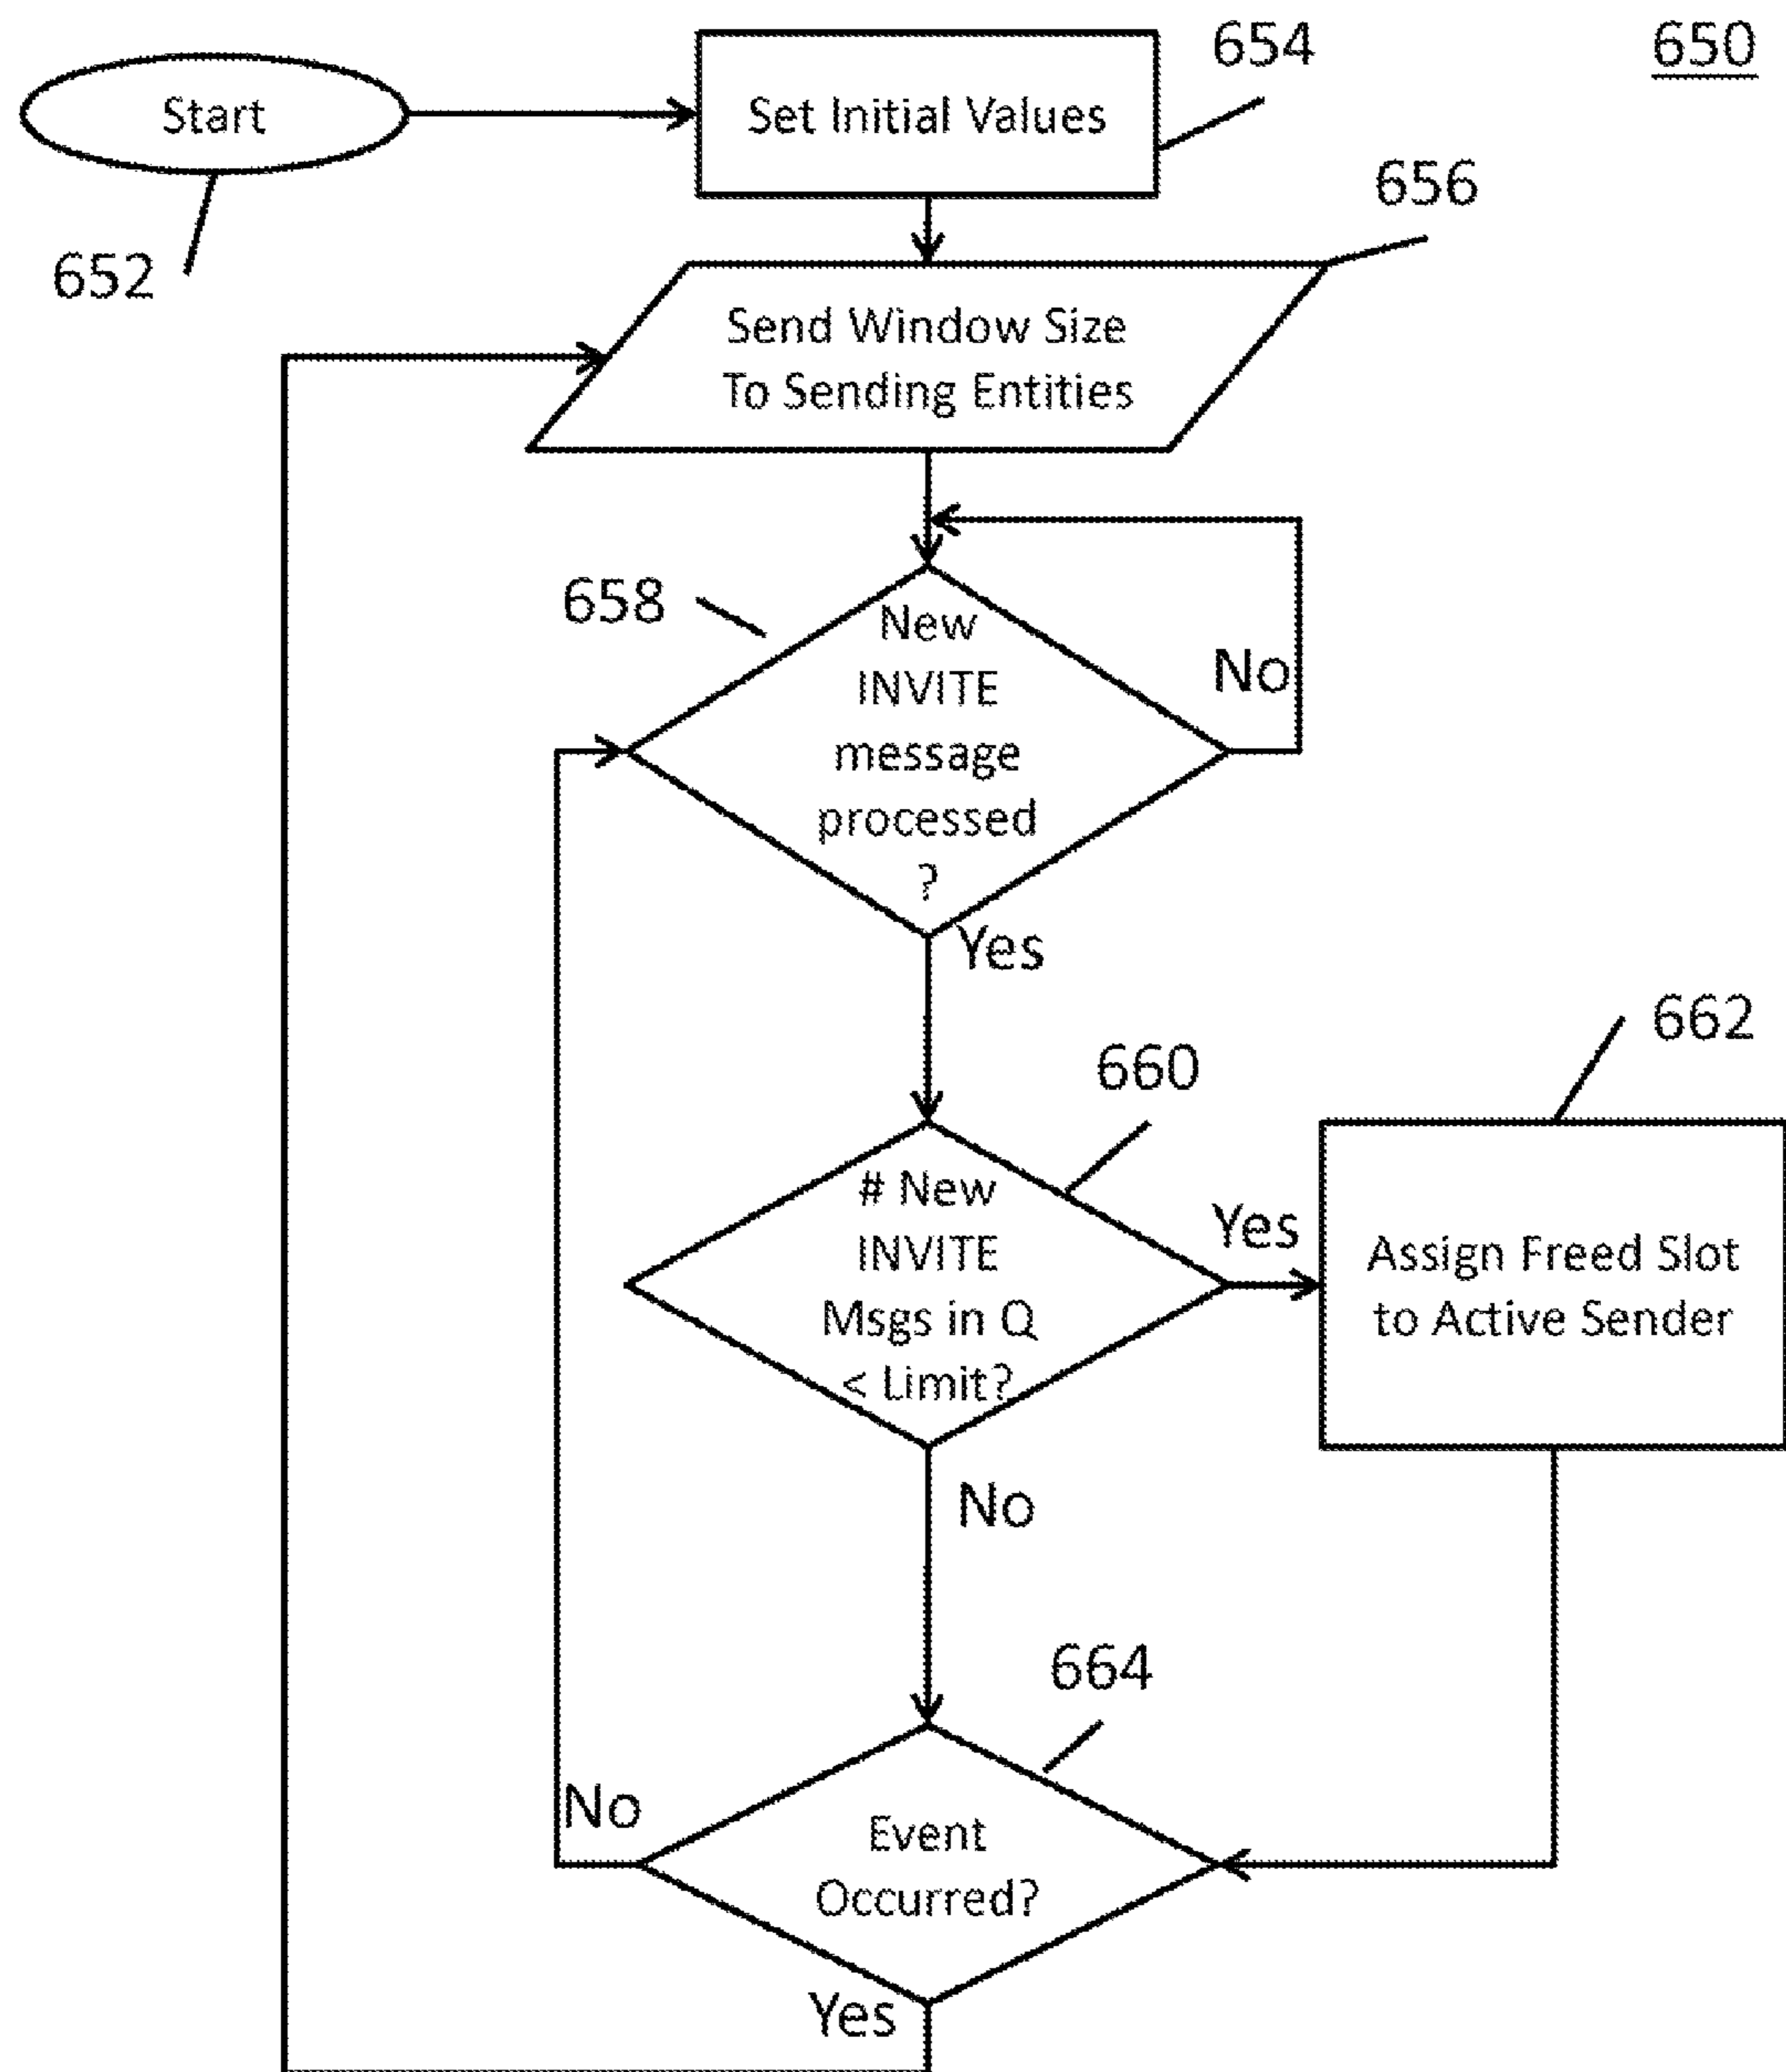 650
Start
652
Set Initial Values
654
656
Send Window Size
To Sending Entities
658
New
INVITE
message
processed
?
No
Yes
660
# New
INVITE
Msgs in Q
< Limit?
Yes
662
Assign Freed Slot
to Active Sender
No
664
Event
Occurred?
No
Yes